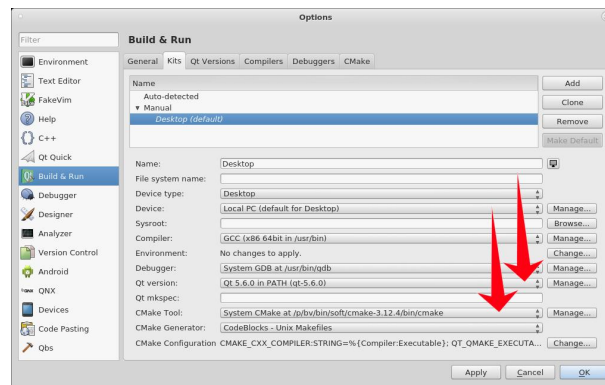 Options
Filter
Environment
Text Editor
FakeVim
Help
C++
Qt Quick
Build & Run
Debugger
Designer
Analyzer
Version Control
Android
QNX
Devices
Code Pasting
Qbs
Build & Run
General Kits Qt Versions Compilers Debuggers CMake
Name
Auto-detected
Manual
Desktop (default)
Add
Clone
Remove
Make Default
Name: Desktop
File system name:
Device type: Desktop
Device: Local PC (default for Desktop) Manage...
Sysroot: Browse...
Compiler: GCC (x86 64bit in /usr/bin) Manage...
Environment: No changes to apply. Change...
Debugger: System GDB at /usr/bin/gdb Manage...
Qt version: Qt 5.6.0 in PATH (qt-5.6.0) Manage...
Qt mkspec:
CMake Tool: System CMake at /p/bv/bin/soft/cmake-3.12.4/bin/cmake Manage...
CMake Generator: CodeBlocks - Unix Makefiles
CMake Configuration CMAKE_CXX_COMPILER:STRING=%{Compiler:Executable}; QT_QMAKE_EXECUTA... Change...
Apply Cancel OK